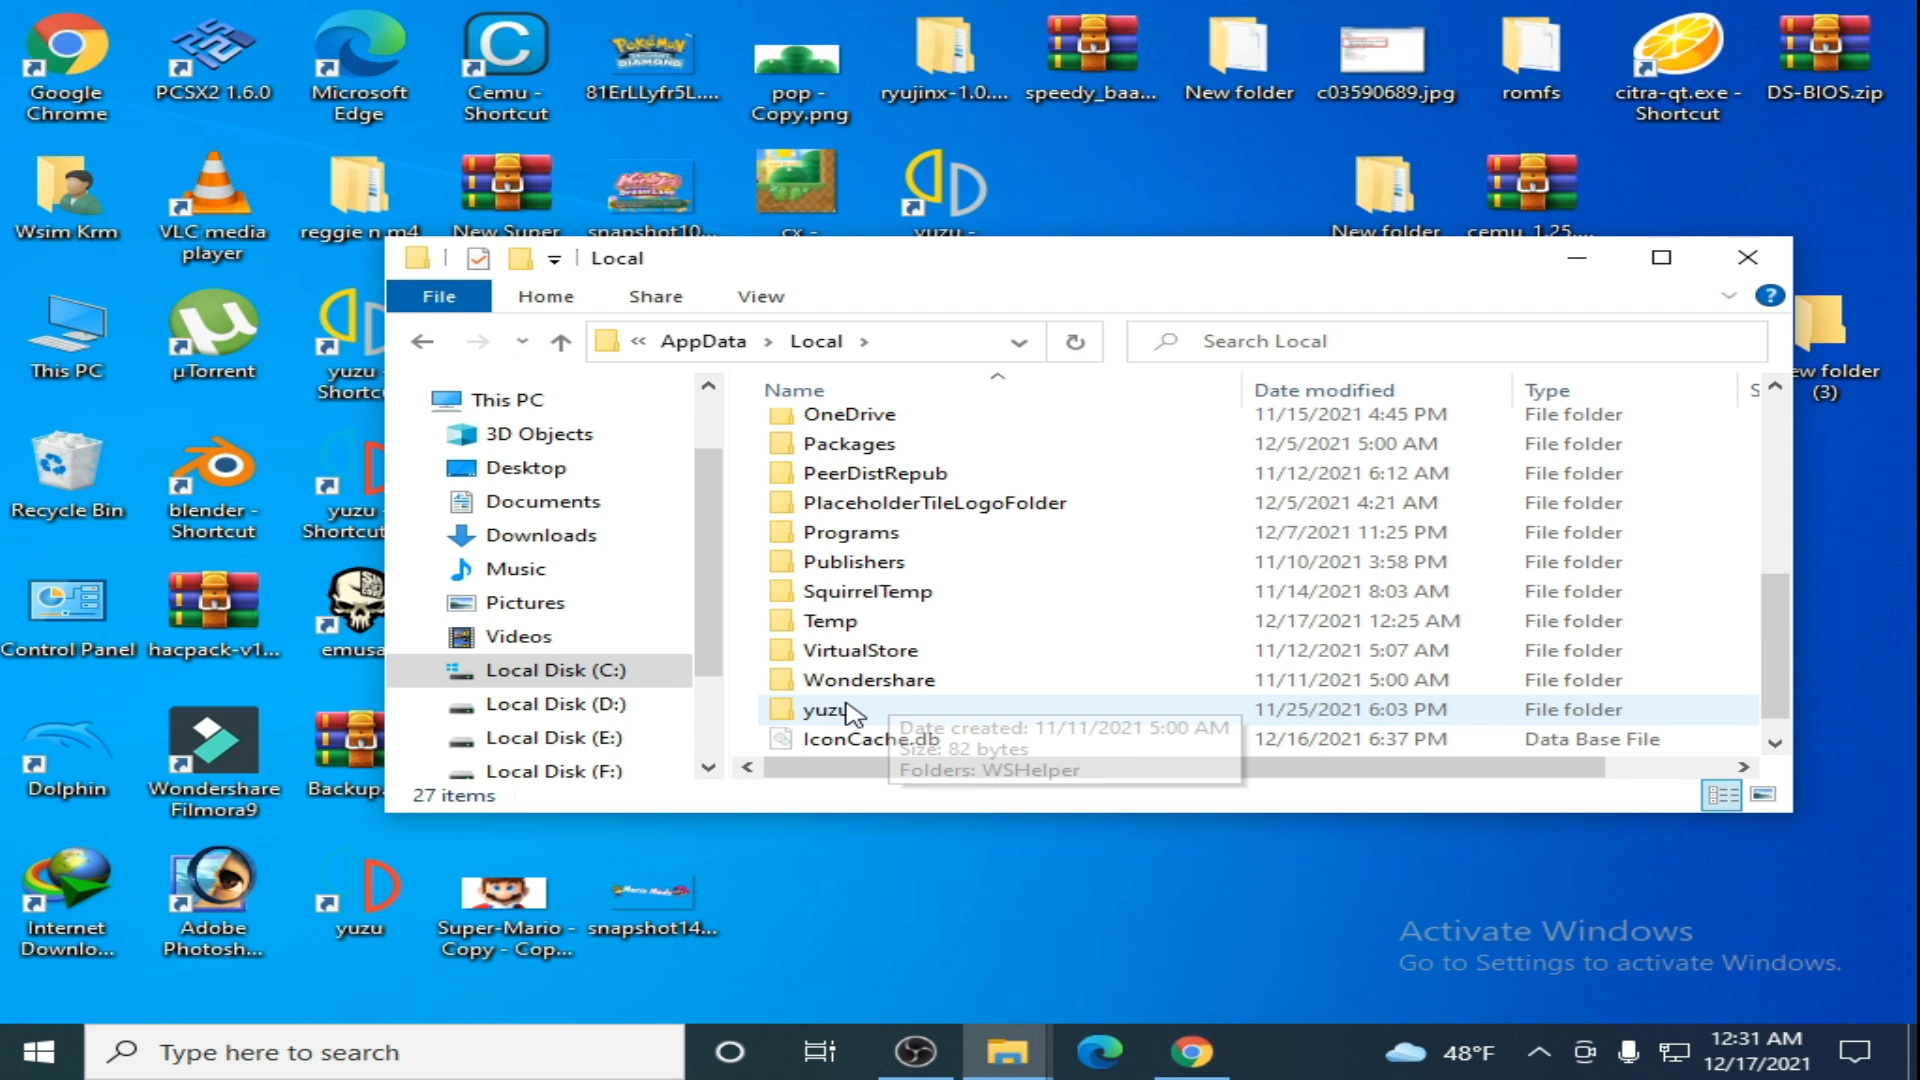 Google
Chrome
PCSX2 1.6.0
Microsoft
Edge
Cemu -
Shortcut
81ErLLyfr5L....
pop -
Copy.png
ryujinx-1.0....
speedy_baa...
New folder
c03590689.jpg
romfs
citra-qt.exe -
Shortcut
DS-BIOS.zip
Wsim Krm
VLC media
player
reggie n m4
New Super
snapshot10...
cx -
yuzu -
New folder
cemu_1.25....
This PC
µTorrent
yuzu -
Shortc
ew folder
(3)
Recycle Bin
blender -
Shortcut
yuzu
Shortcut
Control Panel
hacpack-v1...
emusa
Dolphin
Wondershare
Filmora9
Backup.
Internet
Downlo...
Adobe
Photosh...
yuzu
Super-Mario -
Copy - Cop...
snapshot14...
POKéMON
DIAMOND
Mario Mods
Local
File
Home
Share
View
« AppData > Local >
Search Local
This PC
3D Objects
Desktop
Documents
Downloads
Music
Pictures
Videos
Local Disk (C:)
Local Disk (D:)
Local Disk (E:)
Local Disk (F:)
Name Date modified Type S
OneDrive 11/15/2021 4:45 PM File folder
Packages 12/5/2021 5:00 AM File folder
PeerDistRepub 11/12/2021 6:12 AM File folder
PlaceholderTileLogoFolder 12/5/2021 4:21 AM File folder
Programs 12/7/2021 11:25 PM File folder
Publishers 11/10/2021 3:58 PM File folder
SquirrelTemp 11/14/2021 8:03 AM File folder
Temp 12/17/2021 12:25 AM File folder
VirtualStore 11/12/2021 5:07 AM File folder
Wondershare 11/11/2021 5:00 AM File folder
yuzu 11/25/2021 6:03 PM File folder
IconCache.db 12/16/2021 6:37 PM Data Base File
Date created: 11/11/2021 5:00 AM
Size: 82 bytes
Folders: WSHelper
27 items
Activate Windows
Go to Settings to activate Windows.
Type here to search
48°F
12:31 AM
12/17/2021